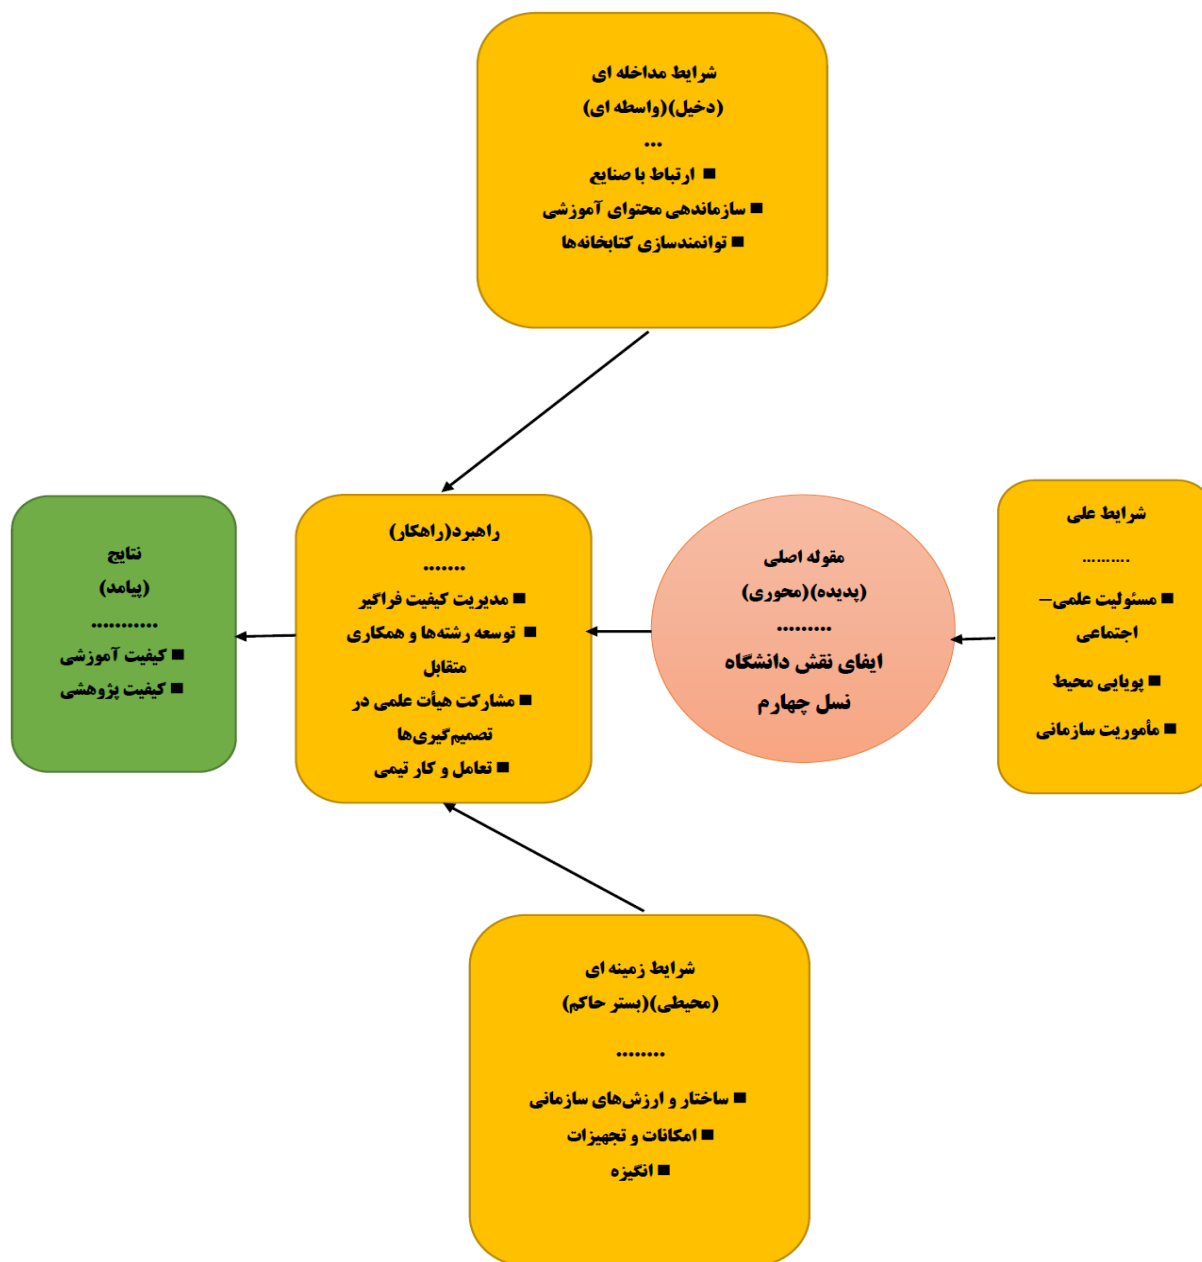 شرایط مداخله ای
(دخیل)(واسطه ای)
...
■ ارتباط با صنایع
■ سازماندهی محتوای آموزشی
■ توانمندسازی کتابخانه‌ها
شرایط علی
..........
■ مسئولیت علمی–
اجتماعی
■ پویایی محیط
■ مأموریت سازمانی
مقوله اصلی
(پدیده)(محوری)
.........
ایفای نقش دانشگاه
نسل چهارم
راهبرد(راهکار)
.......
■ مدیریت کیفیت فراگیر
■ توسعه رشته‌ها و همکاری
متقابل
■ مشارکت هیأت علمی در
تصمیم‌گیری‌ها
■ تعامل و کار تیمی
نتایج
(پیامد)
...........
■ کیفیت آموزشی
■ کیفیت پژوهشی
شرایط زمینه ای
(محیطی)(بستر حاکم)
........
■ ساختار و ارزش‌های سازمانی
■ امکانات و تجهیزات
■ انگیزه